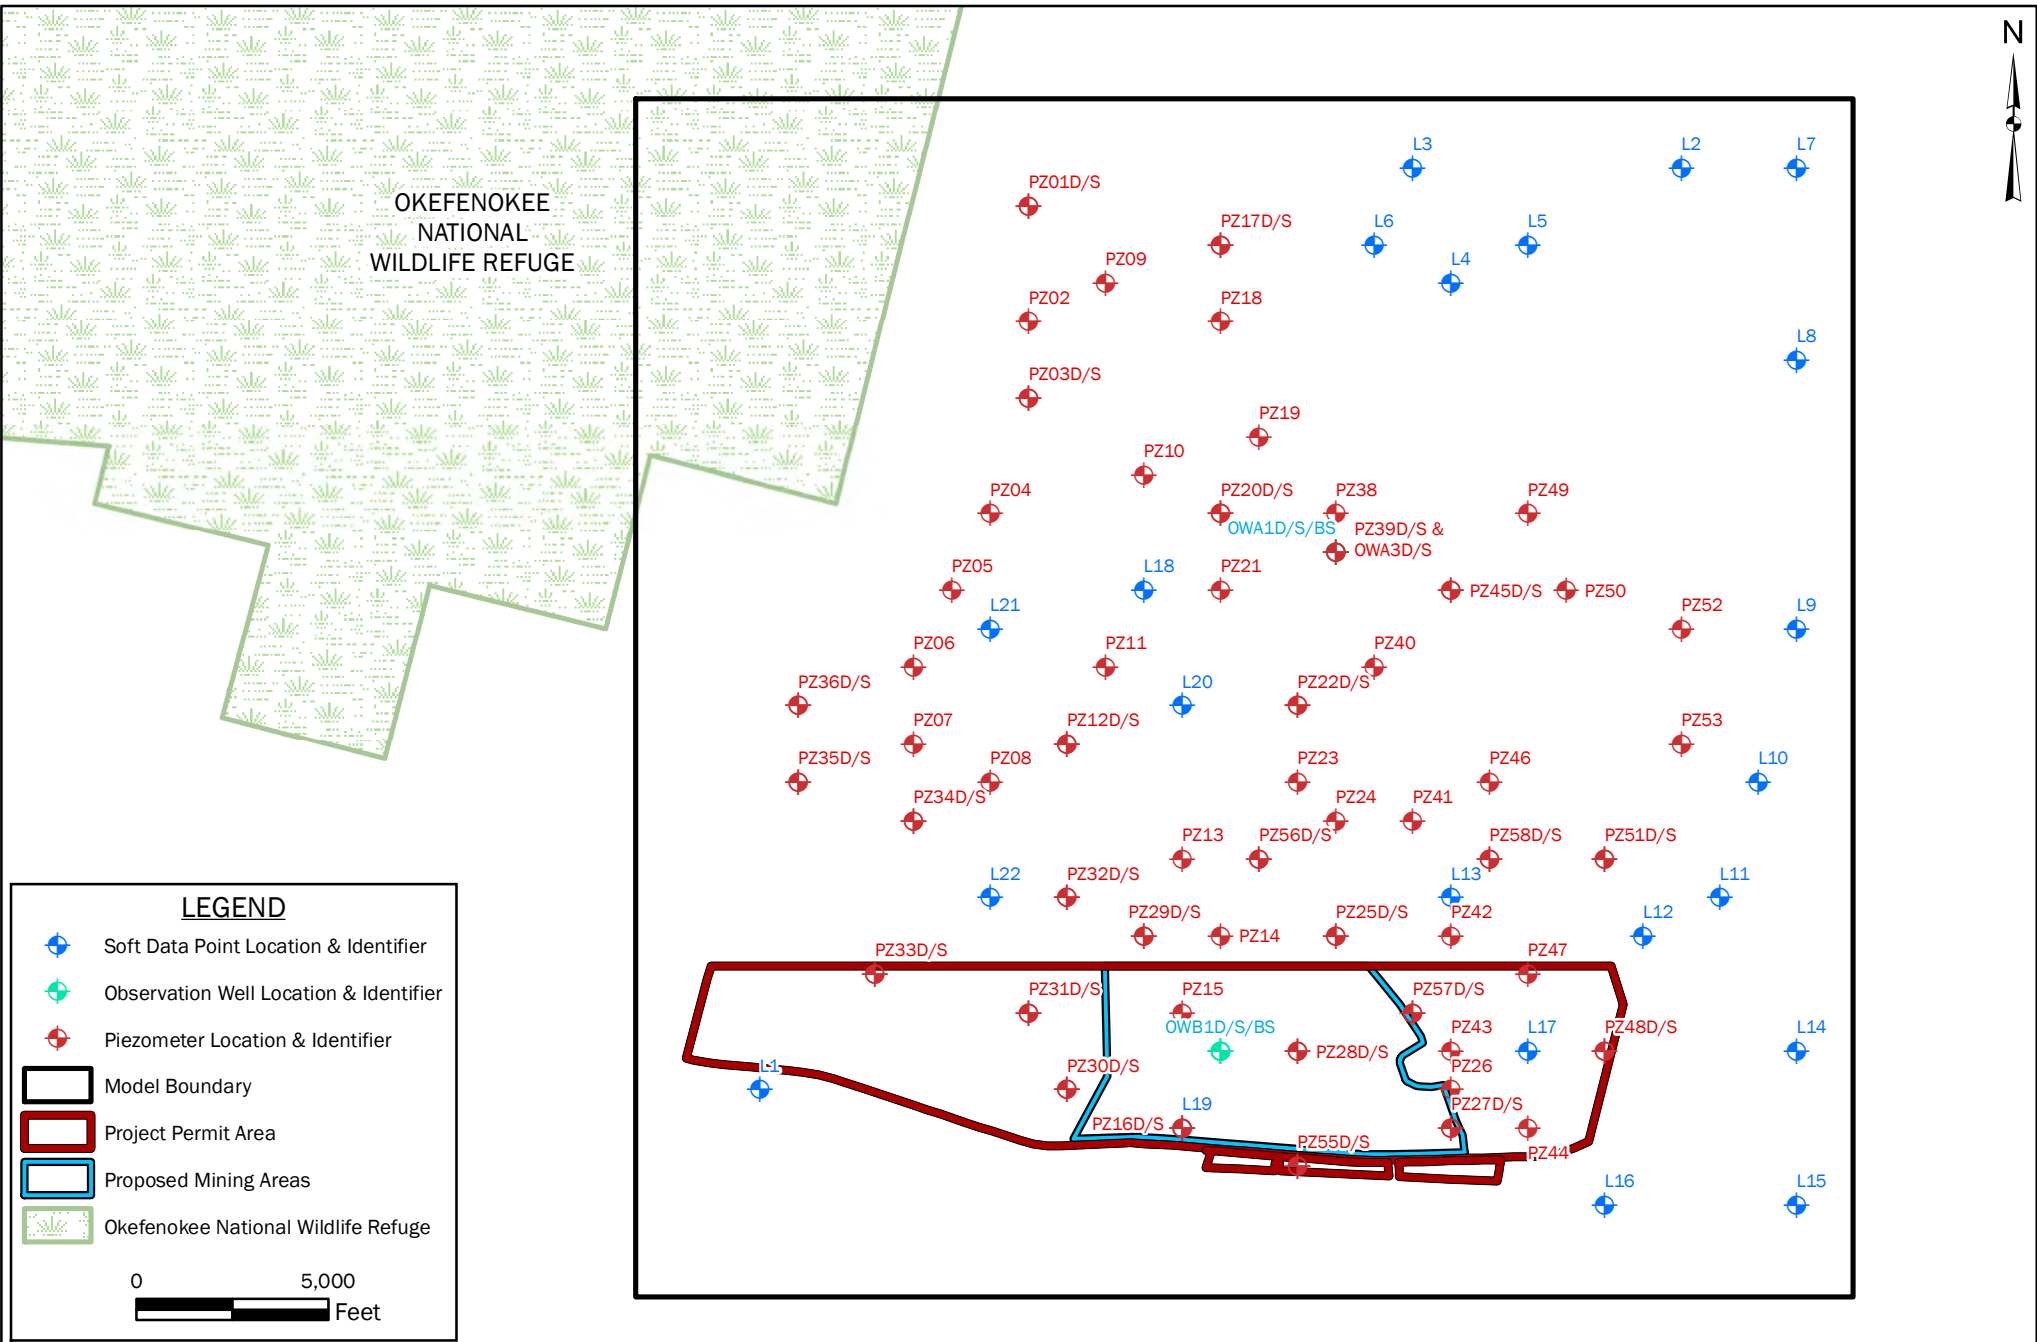 N
OKEFENOKEE
NATIONAL
WILDLIFE REFUGE
L3
L2
L7
PZ01D/S
PZ17D/S
L6
L5
PZ09
L4
PZ02
PZ18
L8
PZ03D/S
PZ19
PZ10
PZ04
PZ20D/S
PZ38
PZ49
OWA1D/S/BS
PZ39D/S &
OWA3D/S
PZ05
L18
PZ21
PZ45D/S
PZ50
L21
PZ52
L9
PZ06
PZ11
PZ40
PZ36D/S
L20
PZ22D/S
PZ07
PZ12D/S
PZ53
PZ35D/S
PZ08
PZ23
PZ46
L10
PZ34D/S
PZ24
PZ41
PZ13
PZ56D/S
PZ58D/S
PZ51D/S
L22
PZ32D/S
L13
L11
PZ29D/S
PZ14
PZ25D/S
PZ42
L12
PZ33D/S
PZ47
PZ31D/S
PZ15
PZ57D/S
OWB1D/S/BS
PZ28D/S
PZ43
L17
PZ48D/S
L14
L1
PZ30D/S
PZ26
L19
PZ27D/S
PZ16D/S
PZ55D/S
PZ44
L16
L15
LEGEND
Soft Data Point Location & Identifier
Observation Well Location & Identifier
Piezometer Location & Identifier
Model Boundary
Project Permit Area
Proposed Mining Areas
Okefenokee National Wildlife Refuge
0 5,000
Feet